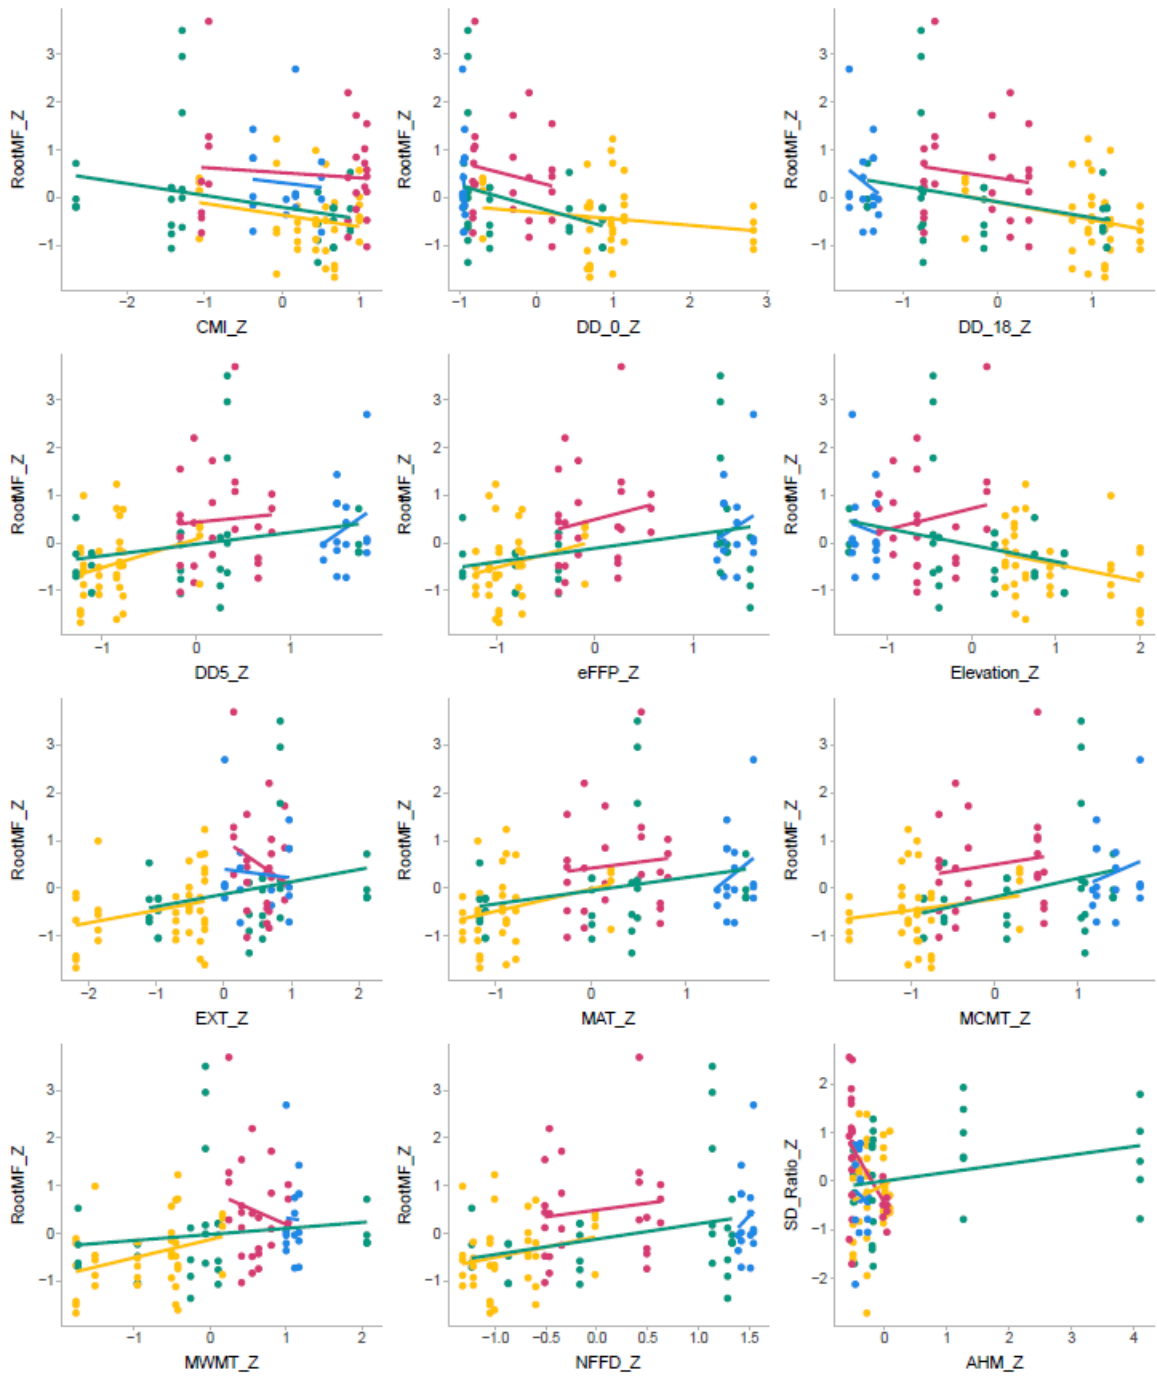 3
2
1
0
−1
RootMF_Z
−2 −1 0 1
CMI_Z
3
2
1
0
−1
RootMF_Z
−1 0 1 2 3
DD_0_Z
3
2
1
0
−1
RootMF_Z
−1 0 1
DD_18_Z
3
2
1
0
−1
RootMF_Z
−1 0 1
DD5_Z
3
2
1
0
−1
RootMF_Z
−1 0 1
eFFP_Z
3
2
1
0
−1
RootMF_Z
−1 0 1 2
Elevation_Z
3
2
1
0
−1
RootMF_Z
−2 −1 0 1 2
EXT_Z
3
2
1
0
−1
RootMF_Z
−1 0 1
MAT_Z
3
2
1
0
−1
RootMF_Z
−1 0 1
MCMT_Z
3
2
1
0
−1
RootMF_Z
−1 0 1 2
MWMT_Z
3
2
1
0
−1
RootMF_Z
−1.0 −0.5 0.0 0.5 1.0 1.5
NFFD_Z
2
1
0
−1
−2
SD_Ratio_Z
0 1 2 3 4
AHM_Z